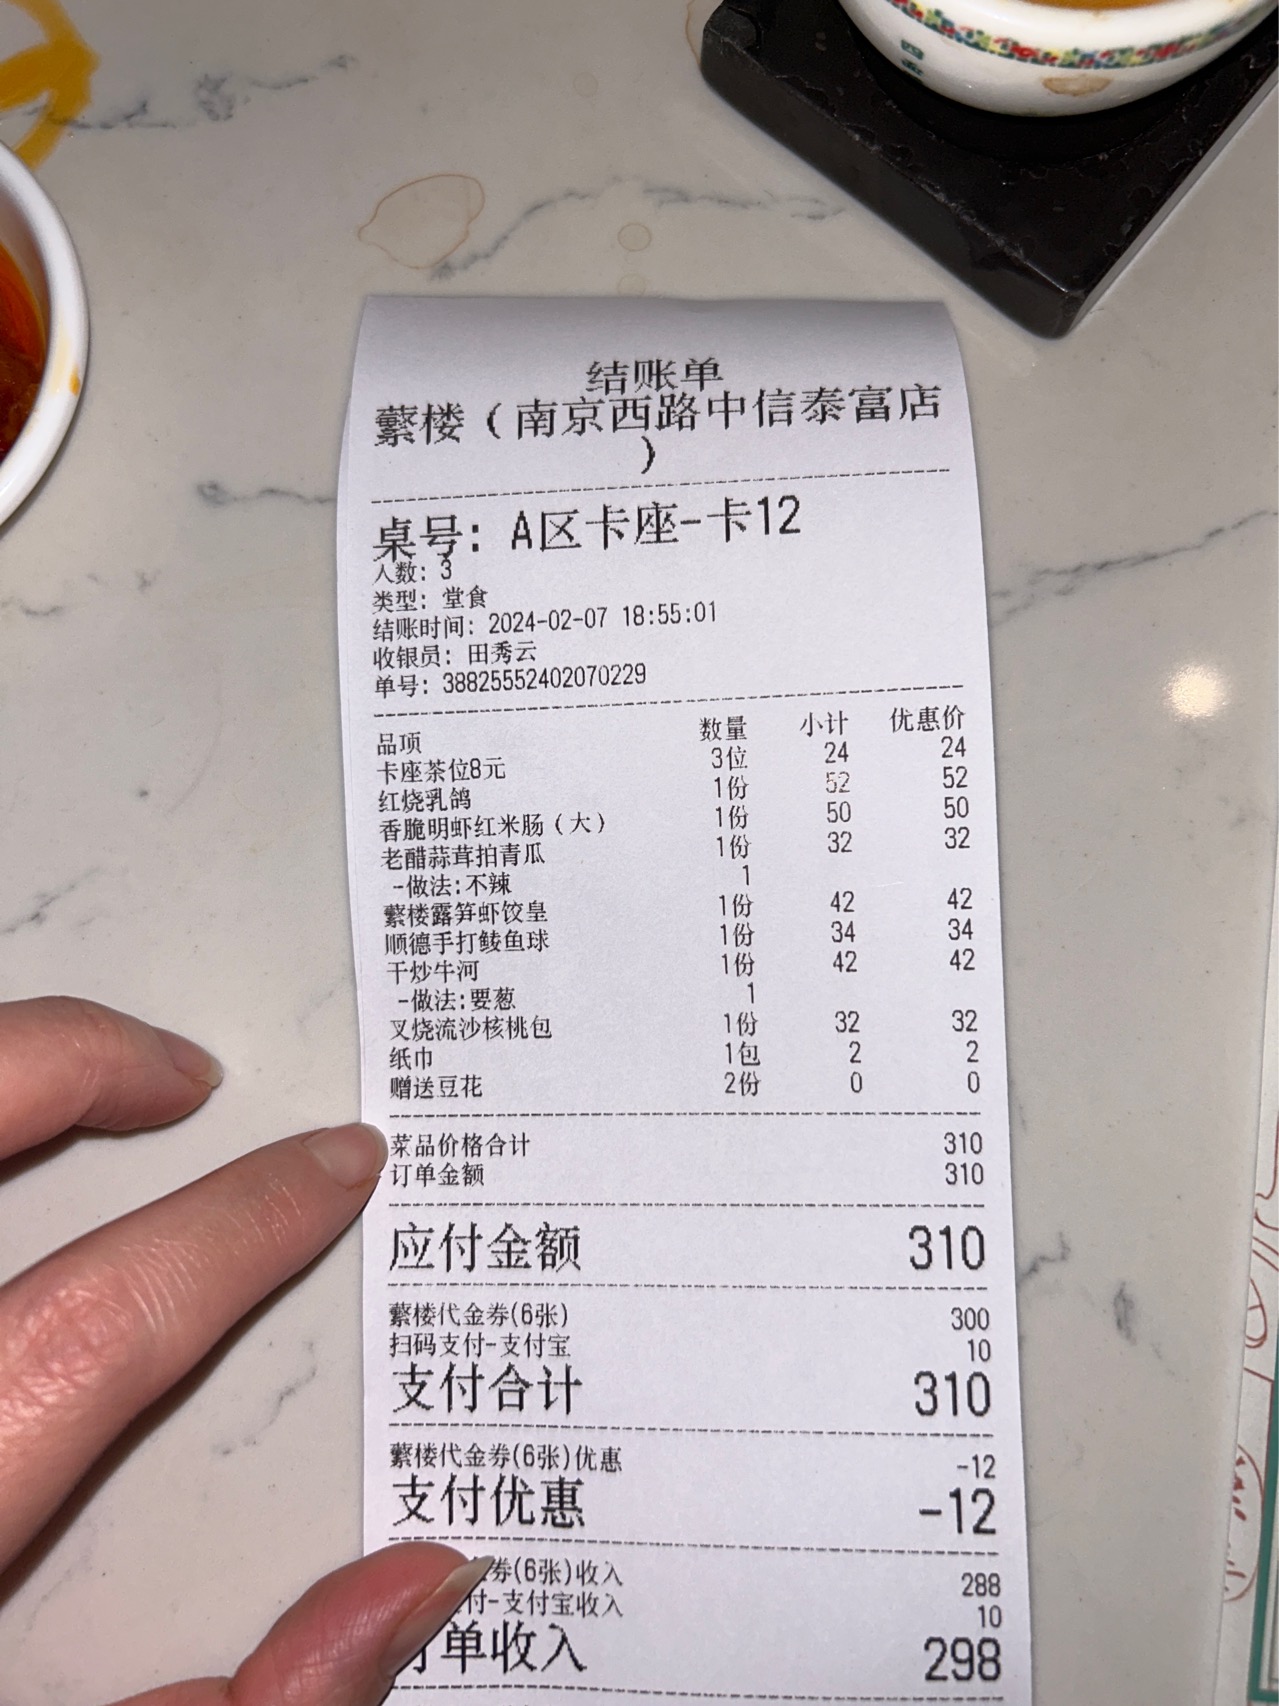 结账单
蘩楼（南京西路中信泰富店
）
桌号：A区卡座-卡12
人数：3
类型：堂食
结账时间：2024-02-07 18:55:01
收银员：田秀云
单号：38825552402070229
品项 数量 小计 优惠价
卡座茶位8元 3位 24 24
红烧乳鸽 1份 52 52
香脆明虾红米肠（大） 1份 50 50
老醋蒜茸拍青瓜 1份 32 32
-做法:不辣 1
蘩楼露笋虾饺皇 1份 42 42
顺德手打鲮鱼球 1份 34 34
干炒牛河 1份 42 42
-做法:要葱 1
叉烧流沙核桃包 1份 32 32
纸巾 1包 2 2
赠送豆花 2份 0 0
菜品价格合计 310
订单金额 310
应付金额 310
蘩楼代金券(6张) 300
扫码支付-支付宝 10
支付合计 310
蘩楼代金券(6张)优惠 -12
支付优惠 -12
券(6张)收入 288
付-支付宝收入 10
单收入 298